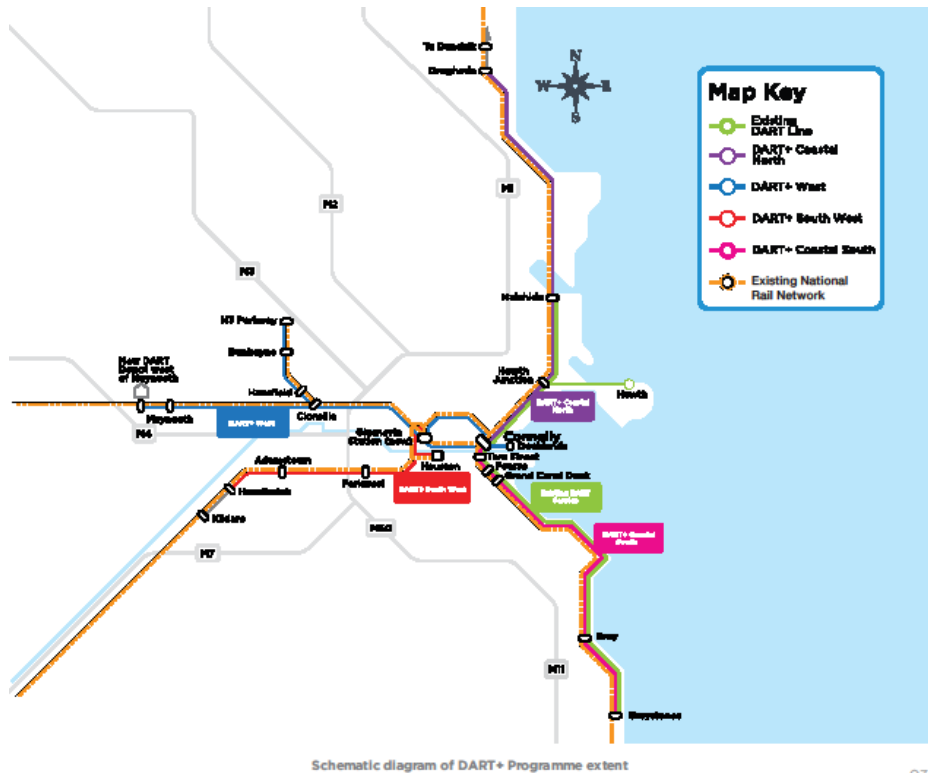 To Dundalk
Drogheda
N
W
E
S
Map Key
Existing
DART Line
DART+ Coastal
North
DART+ West
DART+ South West
DART+ Coastal South
Existing National
Rail Network
M1
M2
M3
Malahide
M3 Parkway
Dunboyne
New DART
Depot west
of Maynooth
Hansfield
Howth
Junction
Howth
DART+ Coastal
North
Maynooth
DART+ West
Clonsilla
M4
Glasnevin
Station (new)
Connolly
Docklands
Tara Street
Pearse
Grand Canal Dock
Heuston
Adamstown
Parkwest
Hazelhatch
DART+ South West
Existing DART
Service
Kildare
M50
DART+ Coastal
South
M7
Bray
M11
Greystones
Schematic diagram of DART+ Programme extent